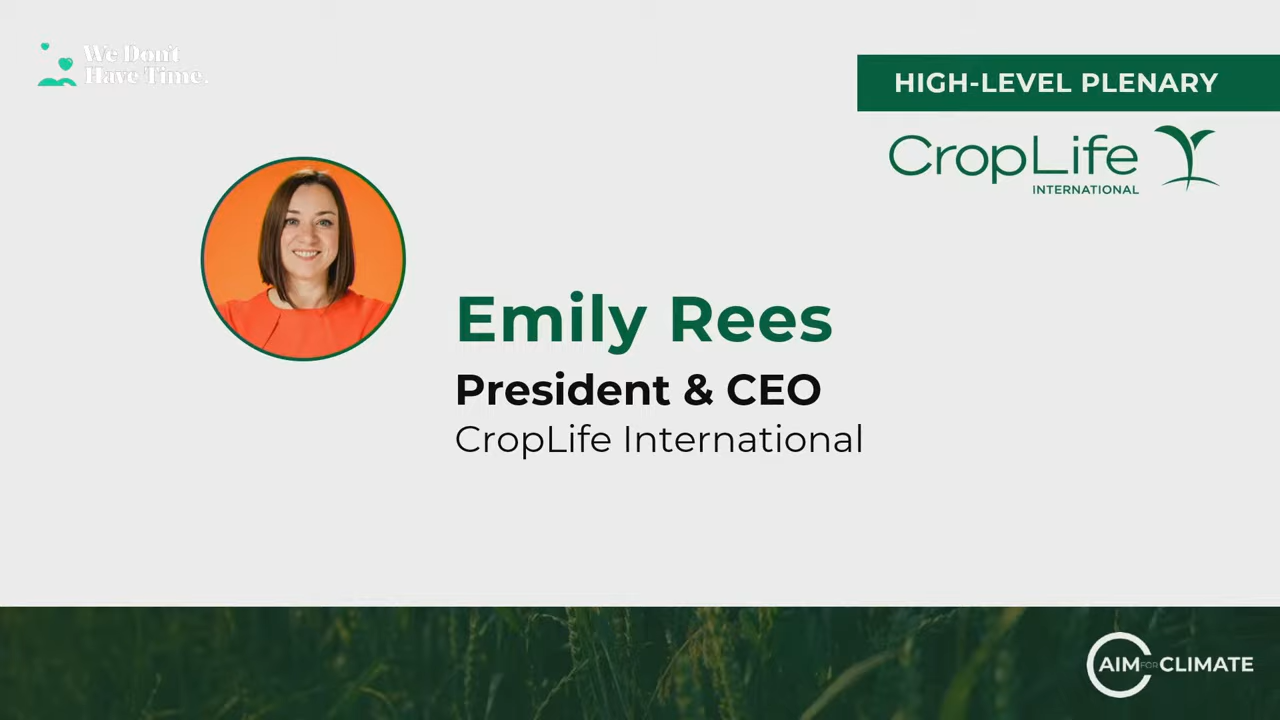 We Don't
Have Time.
HIGH-LEVEL PLENARY
CropLife
INTERNATIONAL
Emily Rees
President & CEO
CropLife International
AIM FOR CLIMATE